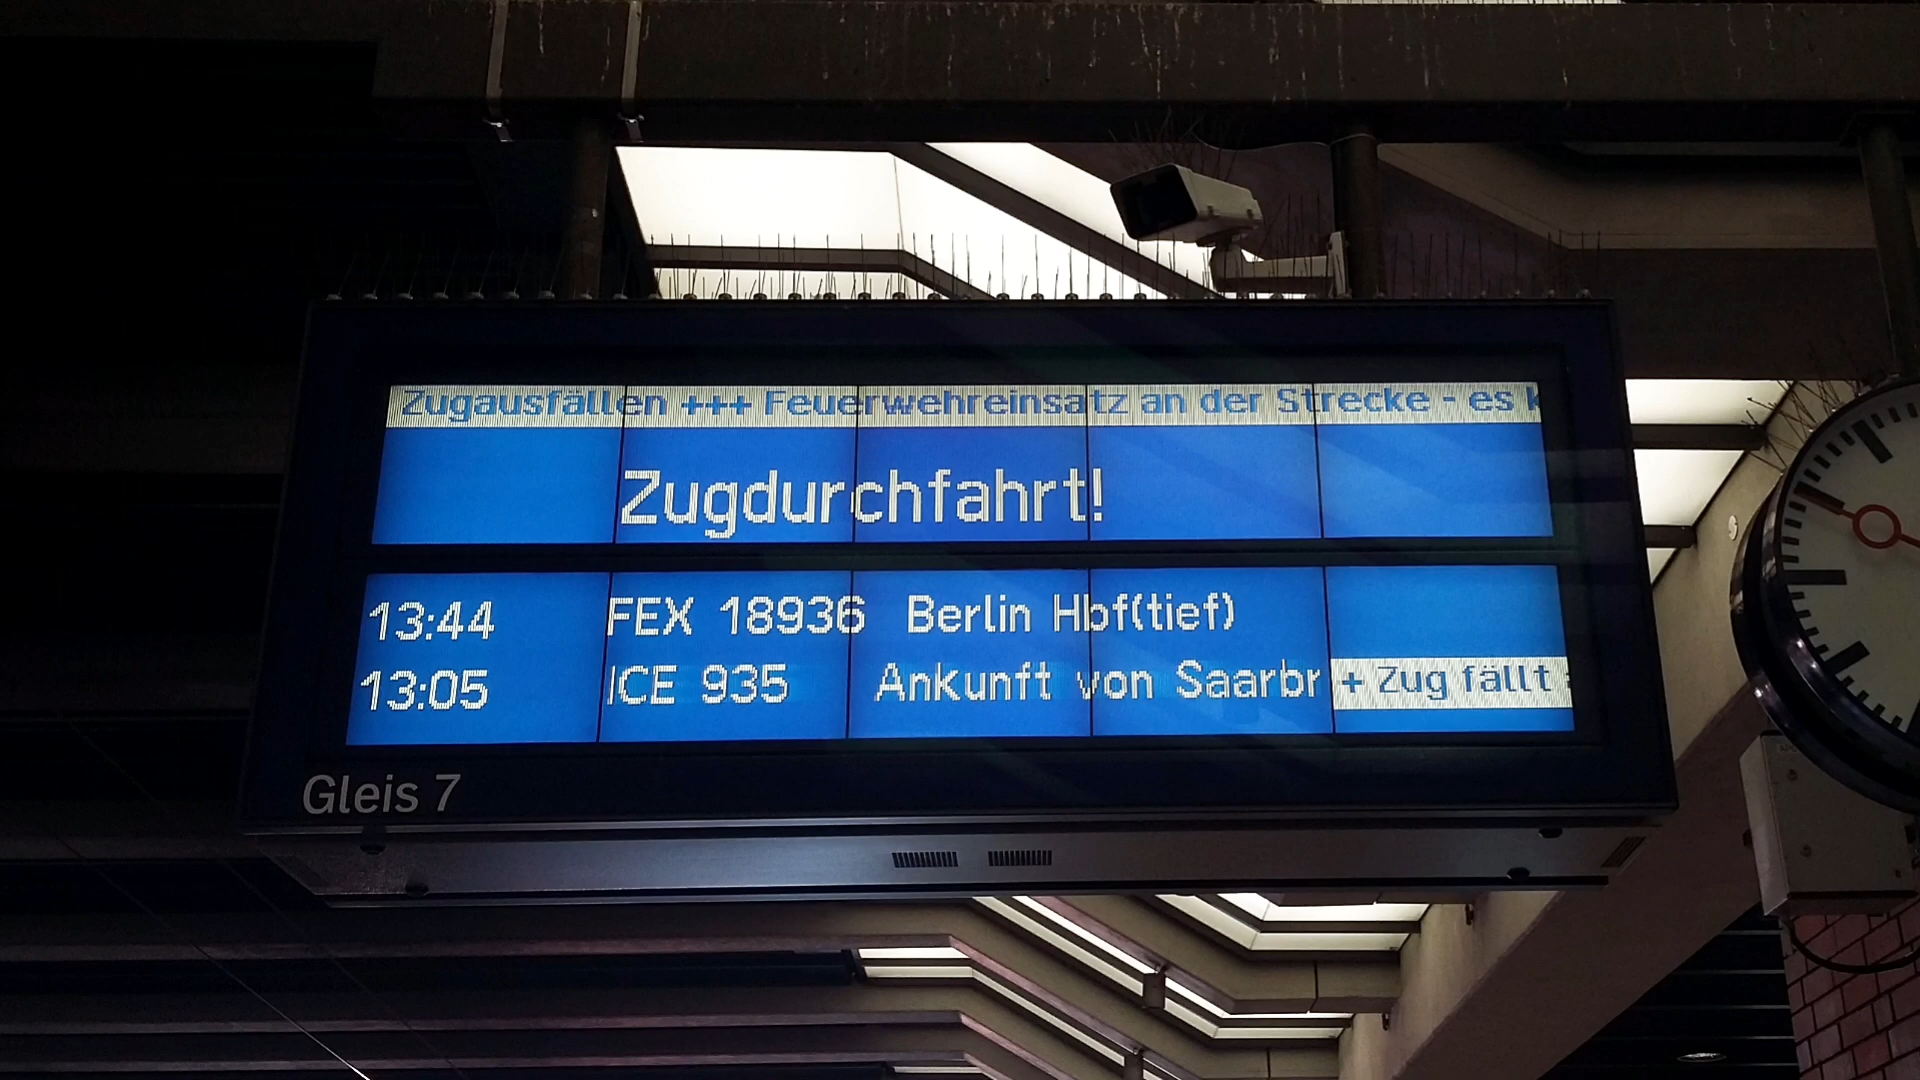 Zugausfällen +++ Feuerwehreinsatz an der Strecke - es k
Zugdurchfahrt!
13:44 FEX 18936 Berlin Hbf(tief)
13:05 ICE 935 Ankunft von Saarbr + Zug fällt
Gleis 7